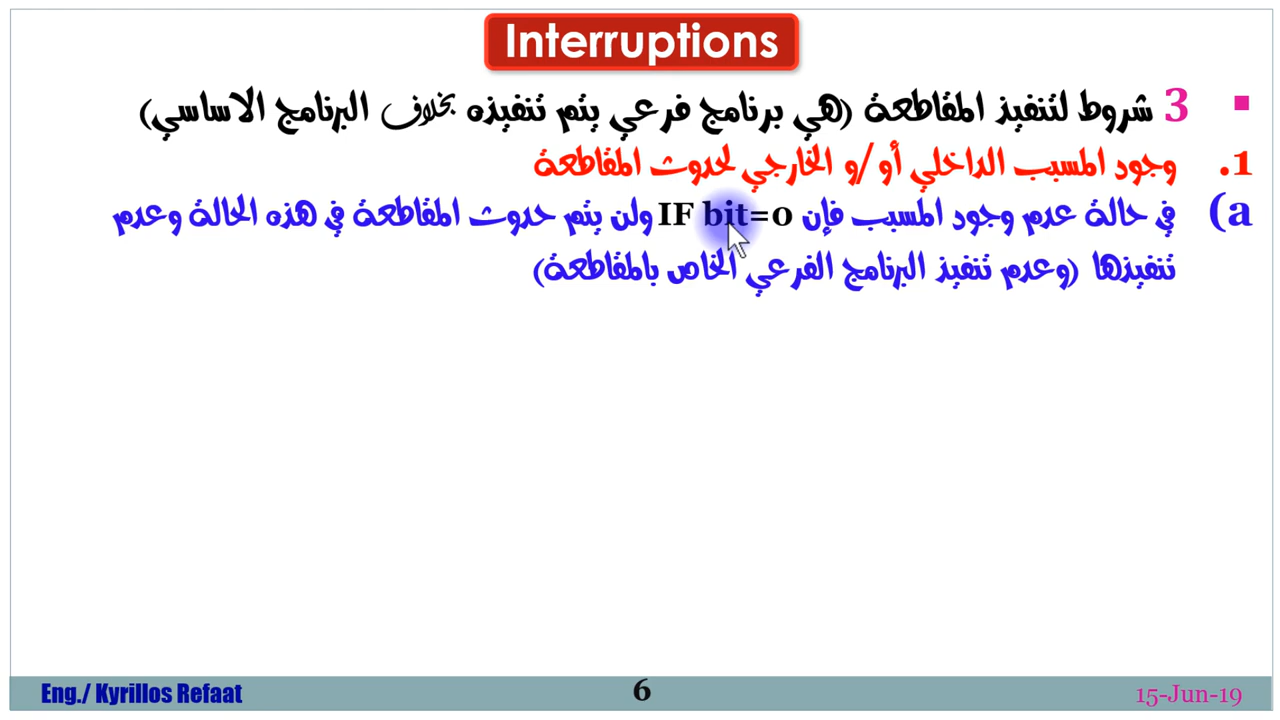 Interruptions
▪ 3 شروط لتنفيذ المقاطعة (هي برنامج فرعي يتم تنفيذه بخلاف البرنامج الاساسي)
1. وجود المسبب الداخلي أو/و الخارجي لحدوث المقاطعة
a) في حالة عدم وجود المسبب فإن IF bit=0 ولن يتم حدوث المقاطعة في هذه الحالة وعدم
تنفيذها (وعدم تنفيذ البرنامج الفرعي الخاص بالمقاطعة)
Eng./ Kyrillos Refaat
6
15-Jun-19